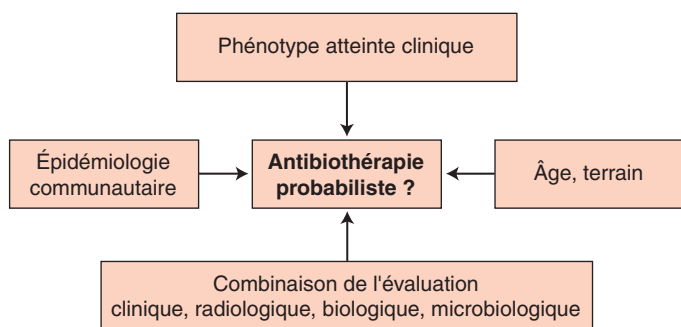 Phénotype atteinte clinique
Épidémiologie
communautaire
Antibiothérapie
probabiliste ?
Âge, terrain
Combinaison de l'évaluation
clinique, radiologique, biologique, microbiologique